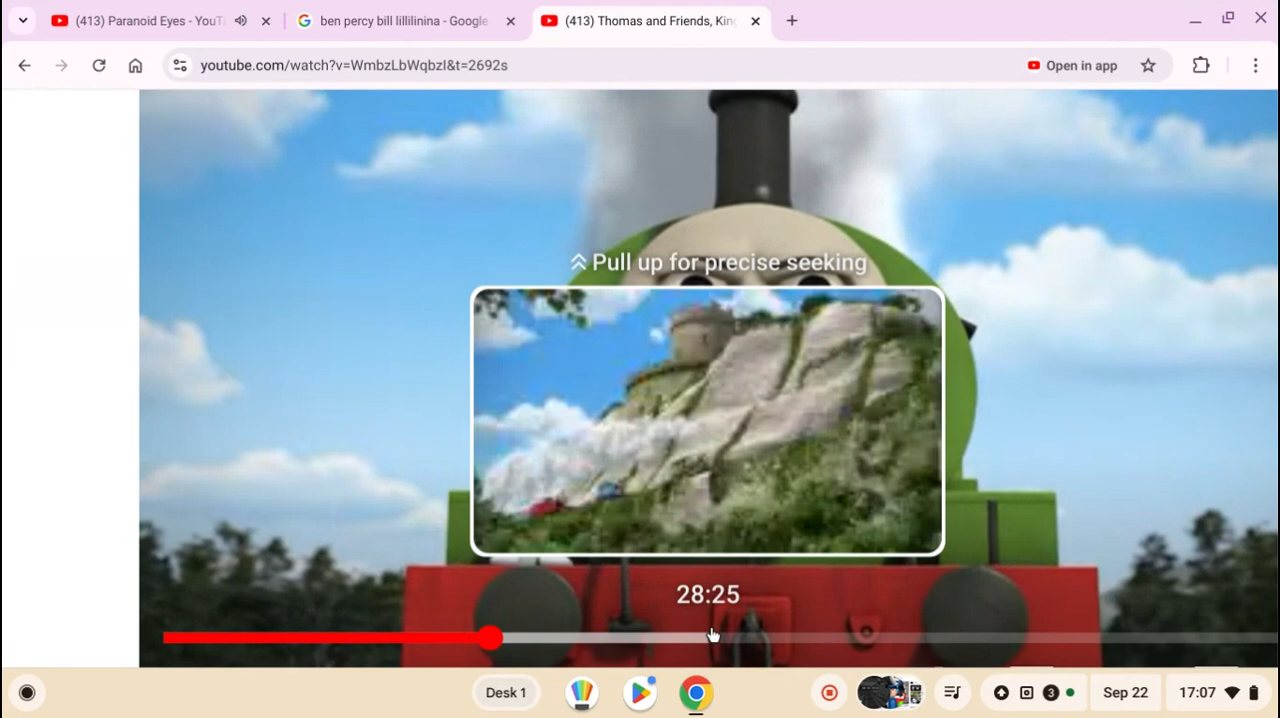 (413) Paranoid Eyes - YouTu
ben percy bill lillilinina - Google
(413) Thomas and Friends, King
youtube.com/watch?v=WmbzLbWqbzI&t=2692s
Open in app
Pull up for precise seeking
28:25
Desk 1
3
Sep 22
17:07